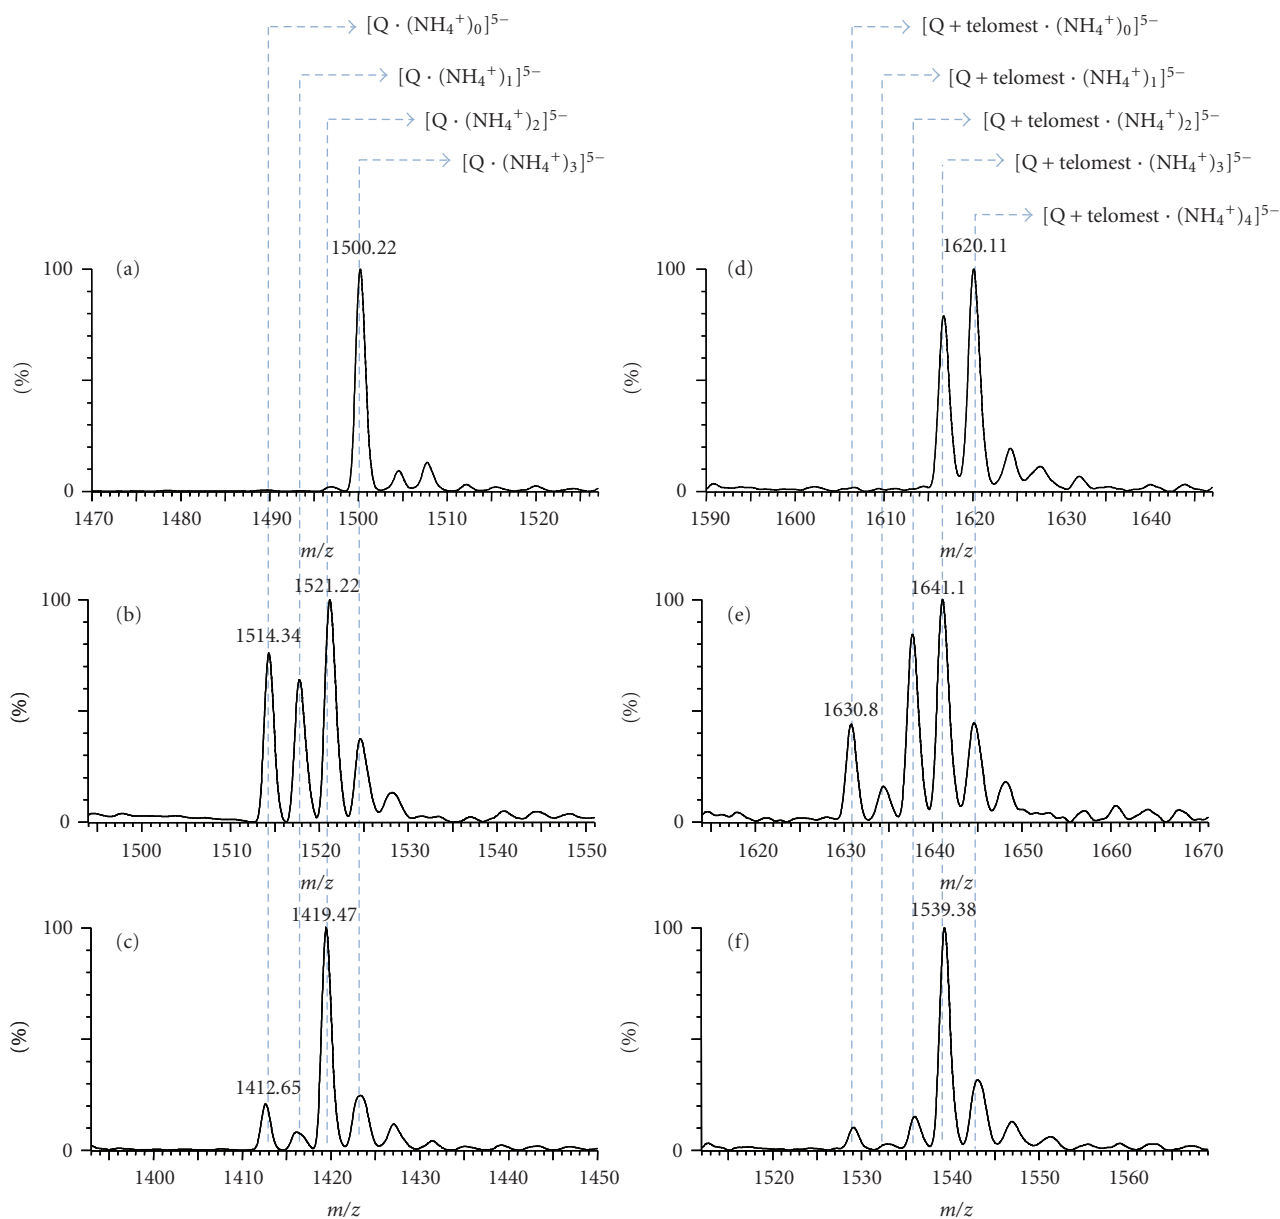 [Q · (NH₄⁺)₀]⁵⁻
[Q · (NH₄⁺)₁]⁵⁻
[Q · (NH₄⁺)₂]⁵⁻
[Q · (NH₄⁺)₃]⁵⁻
1500.22
(a)
100
(%)
0
1470 1480 1490 1500 1510 1520
m/z
1521.22
1514.34
(b)
100
(%)
0
1500 1510 1520 1530 1540 1550
m/z
1419.47
1412.65
(c)
100
(%)
0
1400 1410 1420 1430 1440 1450
m/z
[Q + telomest · (NH₄⁺)₀]⁵⁻
[Q + telomest · (NH₄⁺)₁]⁵⁻
[Q + telomest · (NH₄⁺)₂]⁵⁻
[Q + telomest · (NH₄⁺)₃]⁵⁻
[Q + telomest · (NH₄⁺)₄]⁵⁻
1620.11
(d)
100
(%)
0
1590 1600 1610 1620 1630 1640
m/z
1641.1
1630.8
(e)
100
(%)
0
1620 1630 1640 1650 1660 1670
m/z
1539.38
(f)
100
(%)
0
1520 1530 1540 1550 1560
m/z